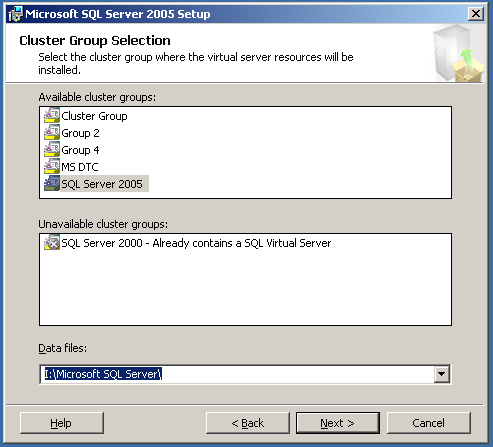 Microsoft SQL Server 2005 Setup
Cluster Group Selection
Select the cluster group where the virtual server resources will be
installed.
Available cluster groups:
Cluster Group
Group 2
Group 4
MS DTC
SQL Server 2005
Unavailable cluster groups:
SQL Server 2000 - Already contains a SQL Virtual Server
Data files:
I:\Microsoft SQL Server\
Help
< Back
Next >
Cancel